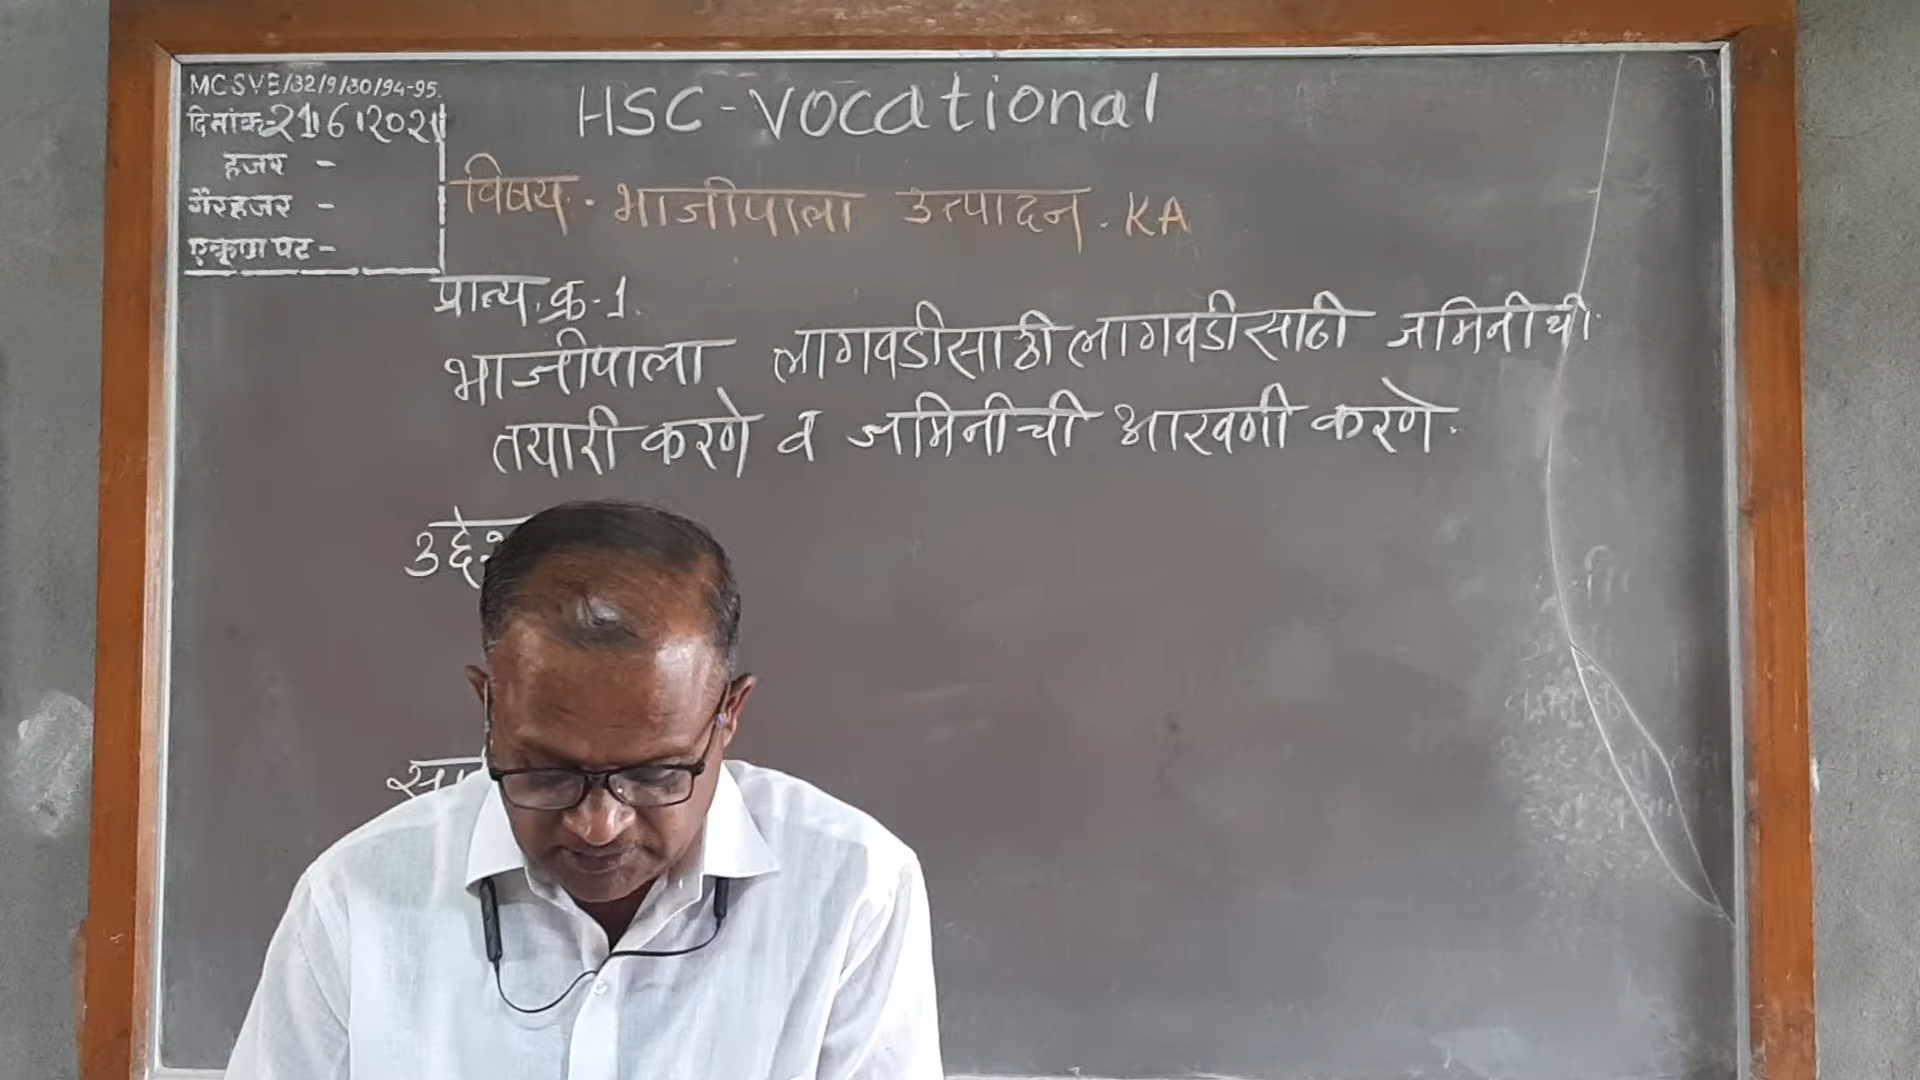 MCSVE/32/9/30/94-95.
दिनांक-21।6।2021
हजर -
गैरहजर -
एकूण पट -
HSC-Vocational
विषय - भाजीपाला उत्पादन - KA
प्रात्य. क्र-1.
भाजीपाला लागवडीसाठी लागवडीसाठी जमिनीची
तयारी करणे व जमिनीची आखणी करणे.